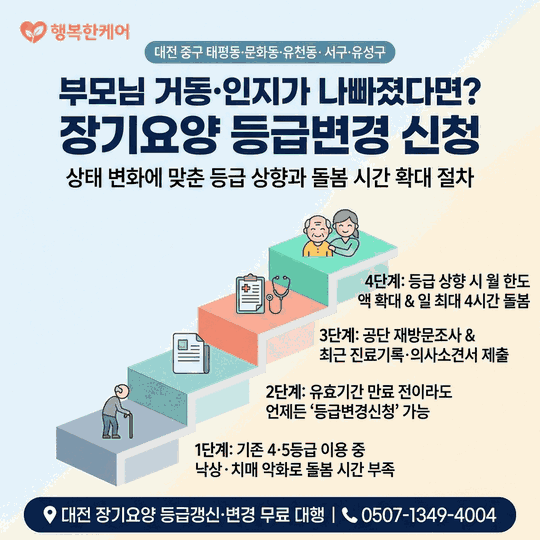 행복한케어
대전 중구 태평동·문화동·유천동· 서구·유성구
부모님 거동·인지가 나빠졌다면?
장기요양 등급변경 신청
상태 변화에 맞춘 등급 상향과 돌봄 시간 확대 절차
4단계: 등급 상향 시 월 한도
액 확대 & 일 최대 4시간 돌봄
3단계: 공단 재방문조사 &
최근 진료기록·의사소견서 제출
2단계: 유효기간 만료 전이라도
언제든 ‘등급변경신청’ 가능
1단계: 기존 4·5등급 이용 중
낙상·치매 악화로 돌봄 시간 부족
대전 장기요양 등급갱신·변경 무료 대행 | 0507-1349-4004